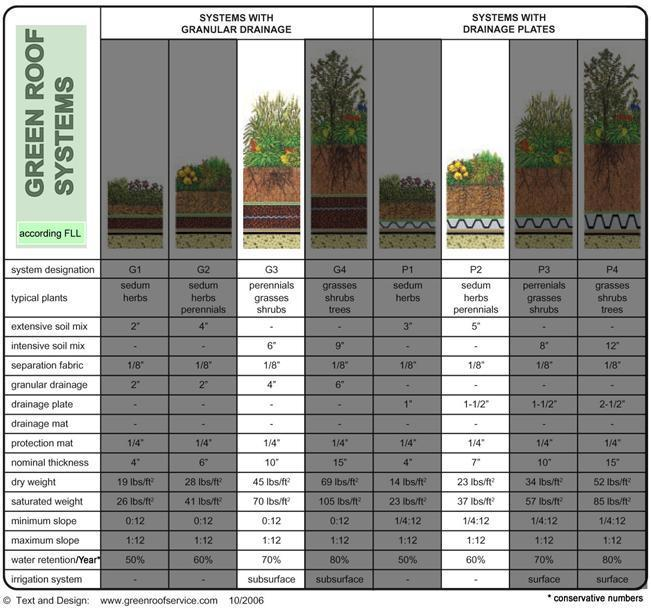 SYSTEMS WITH GRANULAR DRAINAGE SYSTEMS WITH DRAINAGE PLATES
GREEN ROOF SYSTEMS
according FLL
system designation G1 G2 G3 G4 P1 P2 P3 P4
typical plants sedum herbs sedum herbs perennials perennials grasses shrubs grasses shrubs trees sedum herbs sedum herbs perennials perrenials grasses shrubs grasses shrubs trees
extensive soil mix 2" 4" - - 3" 5" - -
intensive soil mix - - 6" 9" - - 8" 12"
separation fabric 1/8" 1/8" 1/8" 1/8" 1/8" 1/8" 1/8" 1/8"
granular drainage 2" 2" 4" 6" - - - -
drainage plate - - - - 1" 1-1/2" 1-1/2" 2-1/2"
drainage mat - - - - - - - -
protection mat 1/4" 1/4" 1/4" 1/4" 1/4" 1/4" 1/4" 1/4"
nominal thickness 4" 6" 10" 15" 4" 7" 10" 15"
dry weight 19 lbs/ft² 28 lbs/ft² 45 lbs/ft² 69 lbs/ft² 14 lbs/ft² 23 lbs/ft² 34 lbs/ft² 52 lbs/ft²
saturated weight 26 lbs/ft² 41 lbs/ft² 70 lbs/ft² 105 lbs/ft² 23 lbs/ft² 37 lbs/ft² 57 lbs/ft² 85 lbs/ft²
minimum slope 0:12 0:12 0:12 0:12 1/4:12 1/4:12 1/4:12 1/4:12
maximum slope 1:12 1:12 1:12 1:12 1:12 1:12 1:12 1:12
water retention/Year* 50% 60% 70% 80% 50% 60% 70% 80%
irrigation system - - subsurface subsurface - - surface surface
© Text and Design: www.greenroofservice.com 10/2006 * conservative numbers